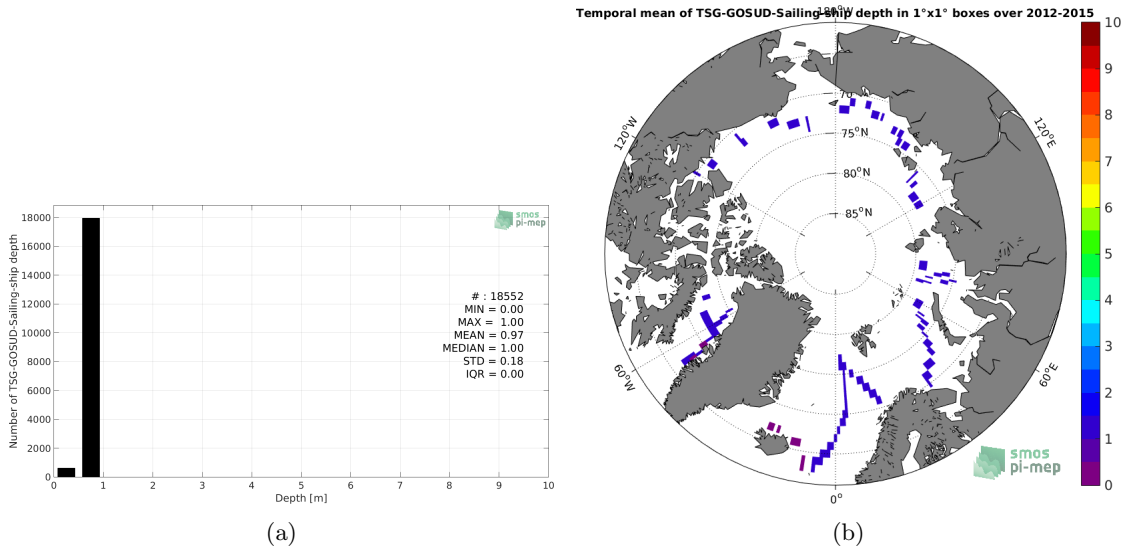 Temporal mean of TSG-GOSUD-Sailing-ship depth in 1°x1° boxes over 2012-2015
Number of TSG-GOSUD-Sailing-ship depth
18000
16000
14000
12000
10000
8000
6000
4000
2000
0
smos
pi-mep
# : 18552
MIN = 0.00
MAX = 1.00
MEAN = 0.97
MEDIAN = 1.00
STD = 0.18
IQR = 0.00
0 1 2 3 4 5 6 7 8 9 10
Depth [m]
(a)
180°W
120°W
120°E
70
75°N
80°N
85°N
60°W
60°E
0°
smos
pi-mep
10
9
8
7
6
5
4
3
2
1
0
(b)